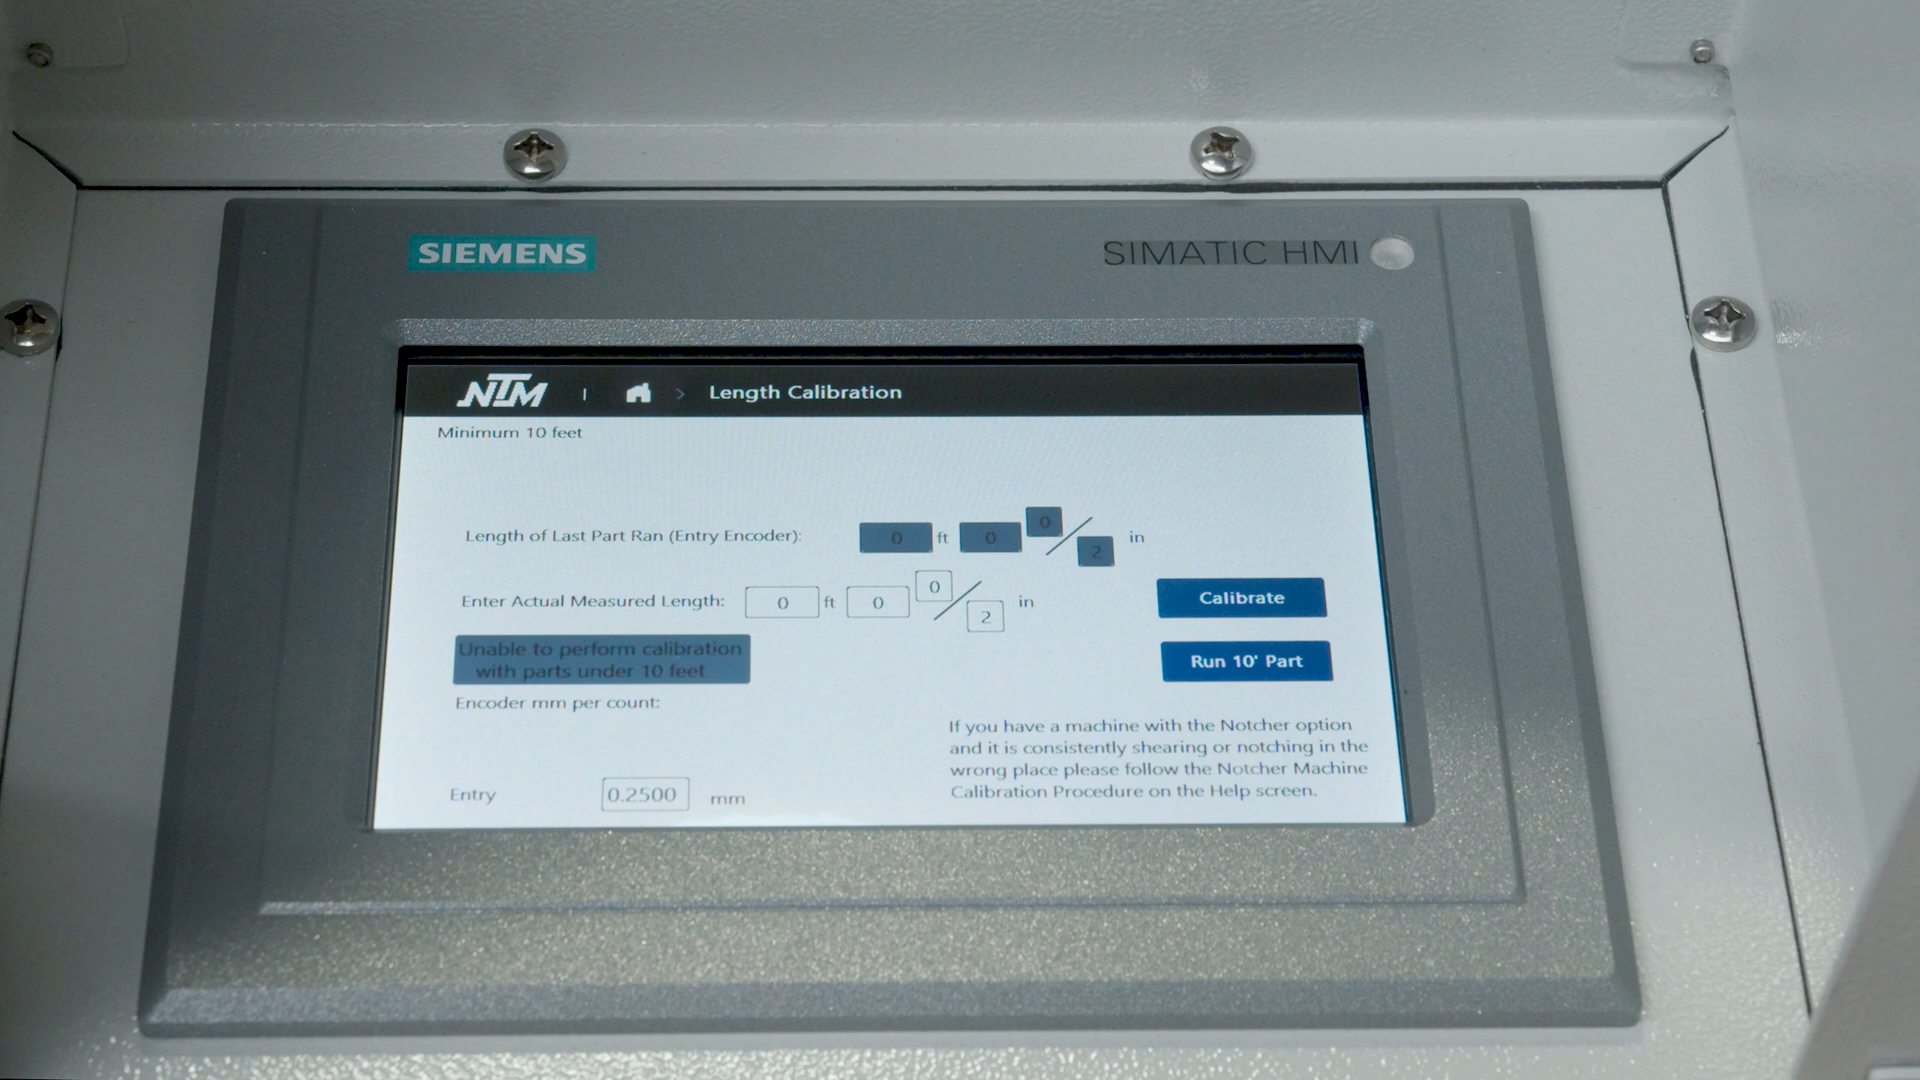 SIEMENS
SIMATIC HMI
NTM | > Length Calibration
Minimum 10 feet
Length of Last Part Ran (Entry Encoder): 0 ft 0 0/2 in
Enter Actual Measured Length: 0 ft 0 0/2 in
Calibrate
Unable to perform calibration
with parts under 10 feet
Run 10' Part
Encoder mm per count:
Entry 0.2500 mm
If you have a machine with the Notcher option
and it is consistently shearing or notching in the
wrong place please follow the Notcher Machine
Calibration Procedure on the Help screen.